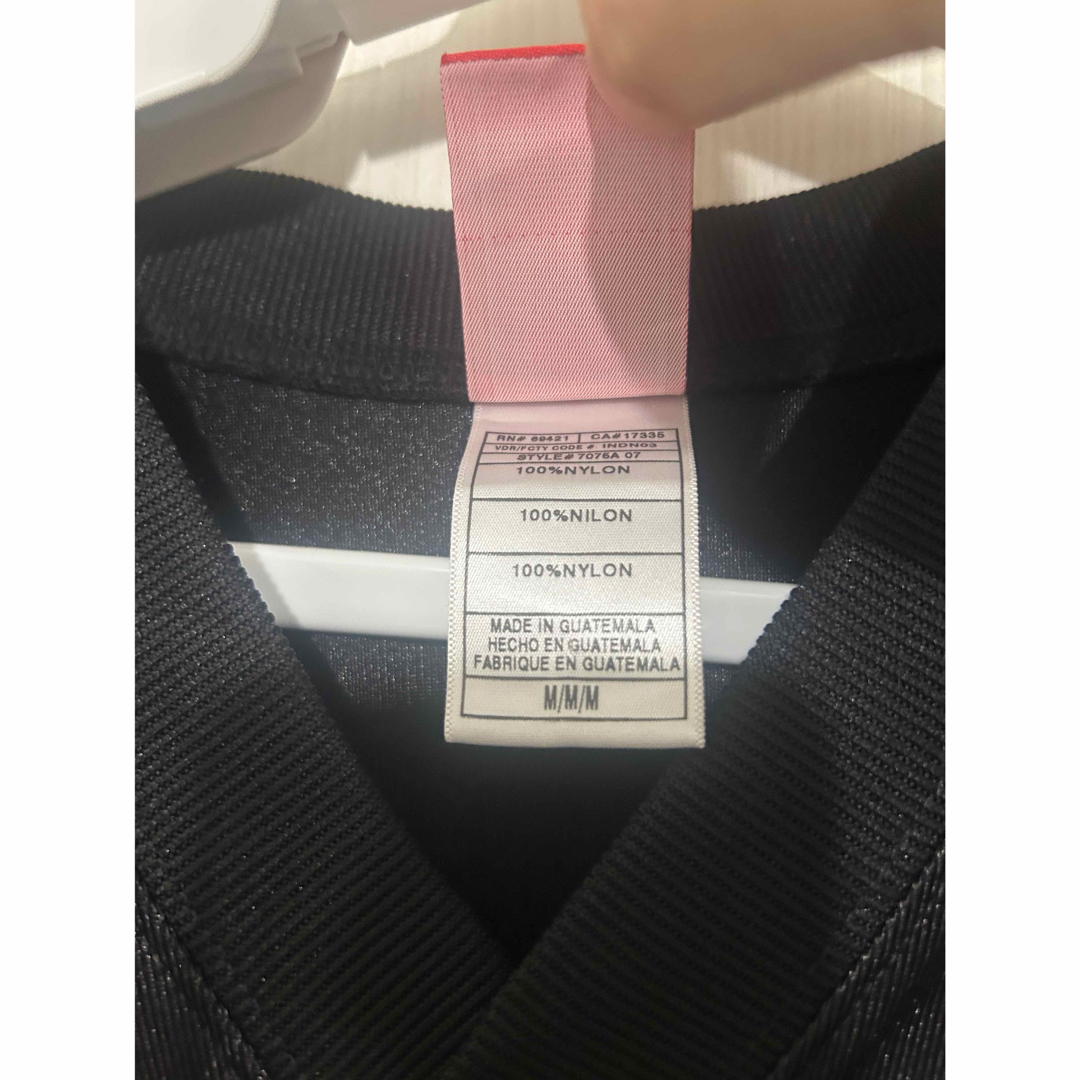 RN# 69421 CA#17335
VDR/FCTY CODE #. INDN03
STYLE# 7075A 07
100%NYLON
100%NILON
100%NYLON
MADE IN GUATEMALA
HECHO EN GUATEMALA
FABRIQUE EN GUATEMALA
M/M/M